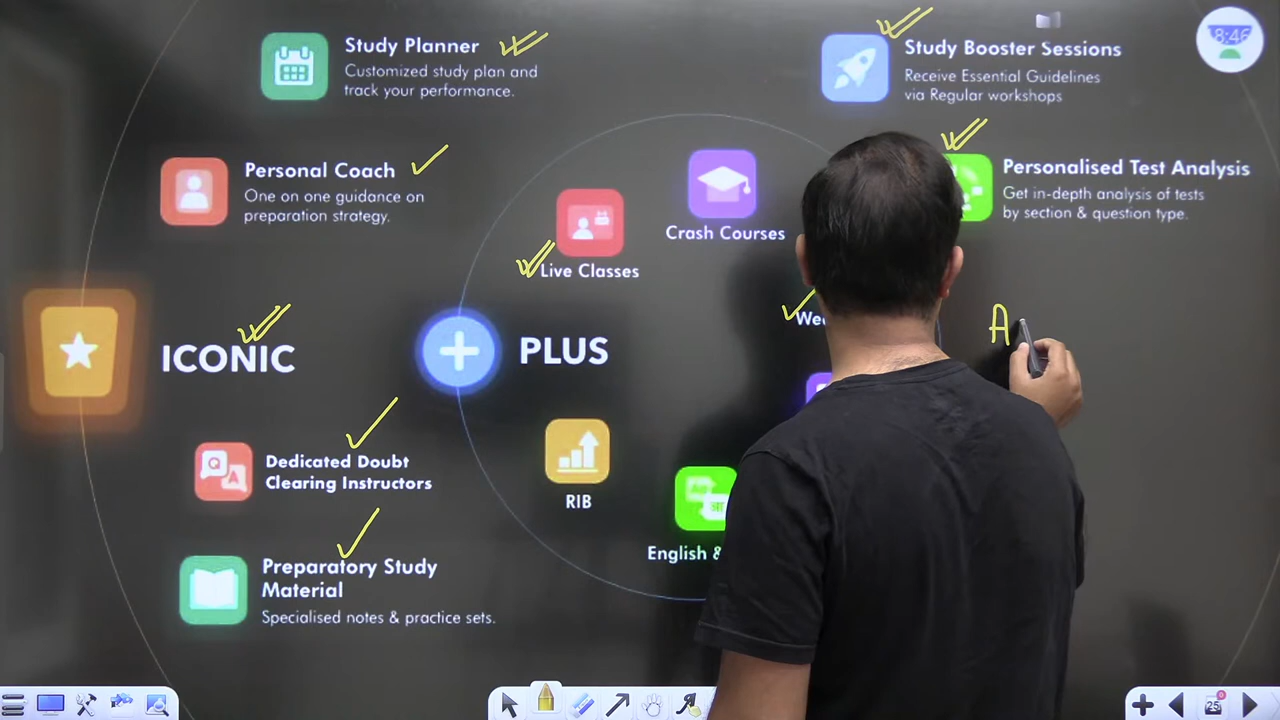 Study Planner
Customized study plan and
track your performance.
Study Booster Sessions
Receive Essential Guidelines
via Regular workshops
8:46
Personal Coach
One on one guidance on
preparation strategy.
Personalised Test Analysis
Get in-depth analysis of tests
by section & question type.
Crash Courses
Live Classes
ICONIC
PLUS
A
Dedicated Doubt
Clearing Instructors
Q
A
RIB
English &
Preparatory Study
Material
Specialised notes & practice sets.
25